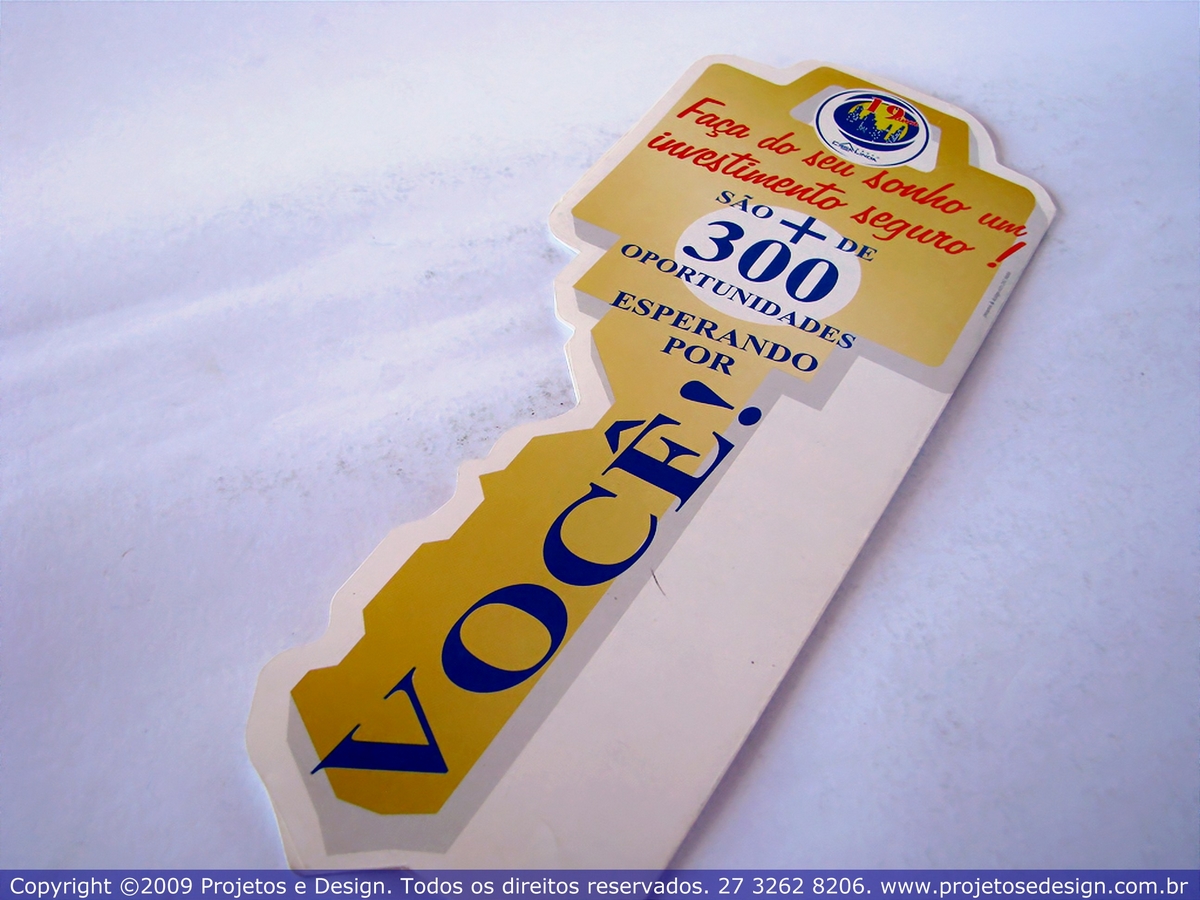 19
Faça do seu sonho um
investimento seguro !
SÃO + DE
300
OPORTUNIDADES
ESPERANDO
POR
VOCÊ!
Copyright ©2009 Projetos e Design. Todos os direitos reservados. 27 3262 8206. www.projetosedesign.com.br